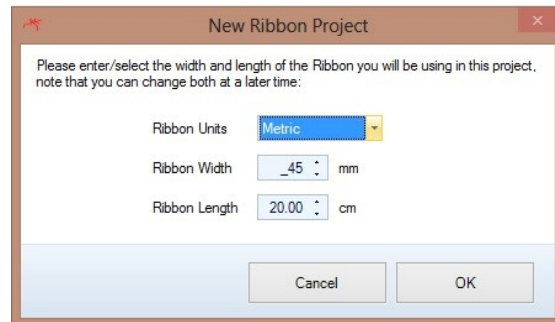 New Ribbon Project
Please enter/select the width and length of the Ribbon you will be using in this project,
note that you can change both at a later time:
Ribbon Units Metric
Ribbon Width _45 mm
Ribbon Length 20.00 cm
Cancel OK